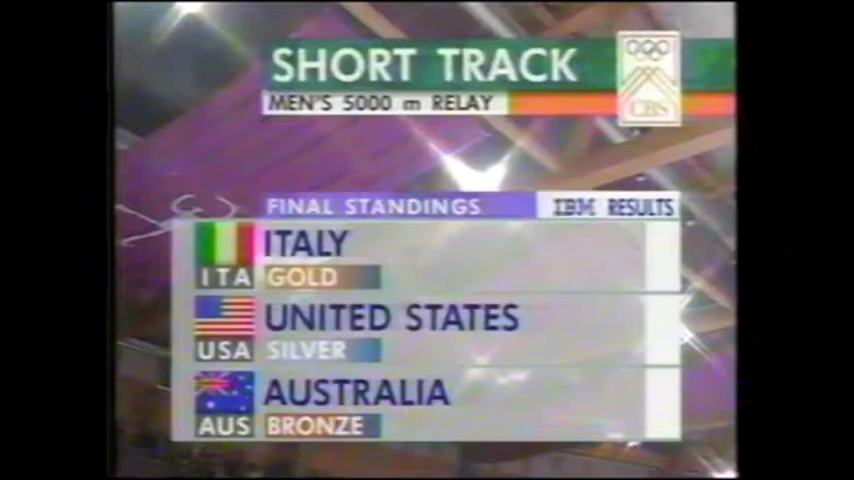 SHORT TRACK
MEN'S 5000 m RELAY
CBS
FINAL STANDINGS
IBM RESULTS
ITALY
ITA GOLD
UNITED STATES
USA SILVER
AUSTRALIA
AUS BRONZE